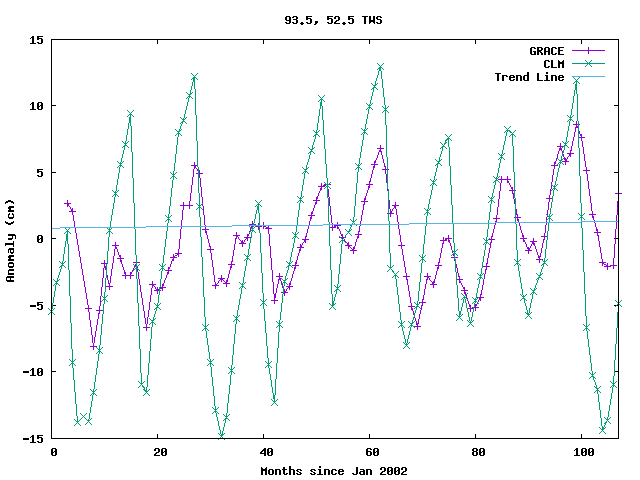 93.5, 52.5 TWS
GRACE
CLM
Trend Line
15
10
5
0
-5
-10
-15
Anomaly (cm)
0 20 40 60 80 100
Months since Jan 2002